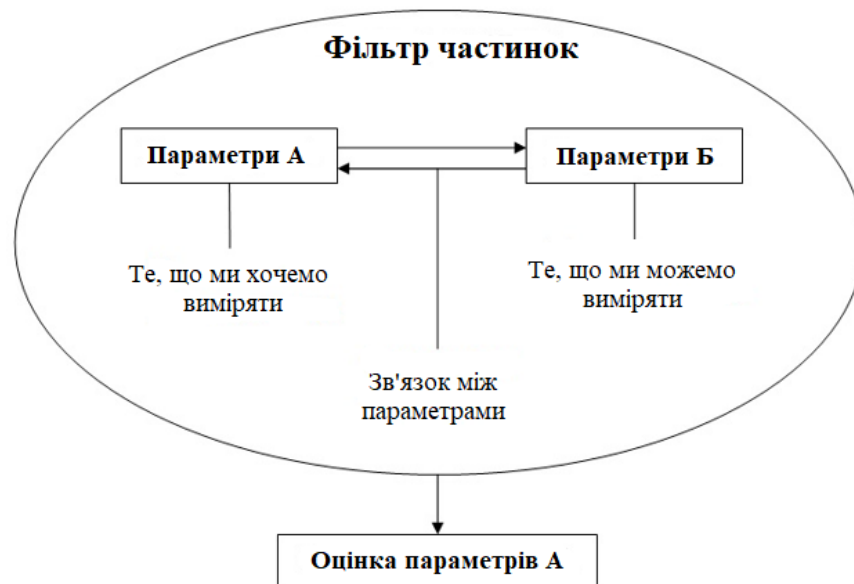 Фільтр частинок
Параметри А
Параметри Б
Те, що ми хочемо
виміряти
Те, що ми можемо
виміряти
Зв'язок між
параметрами
Оцінка параметрів А